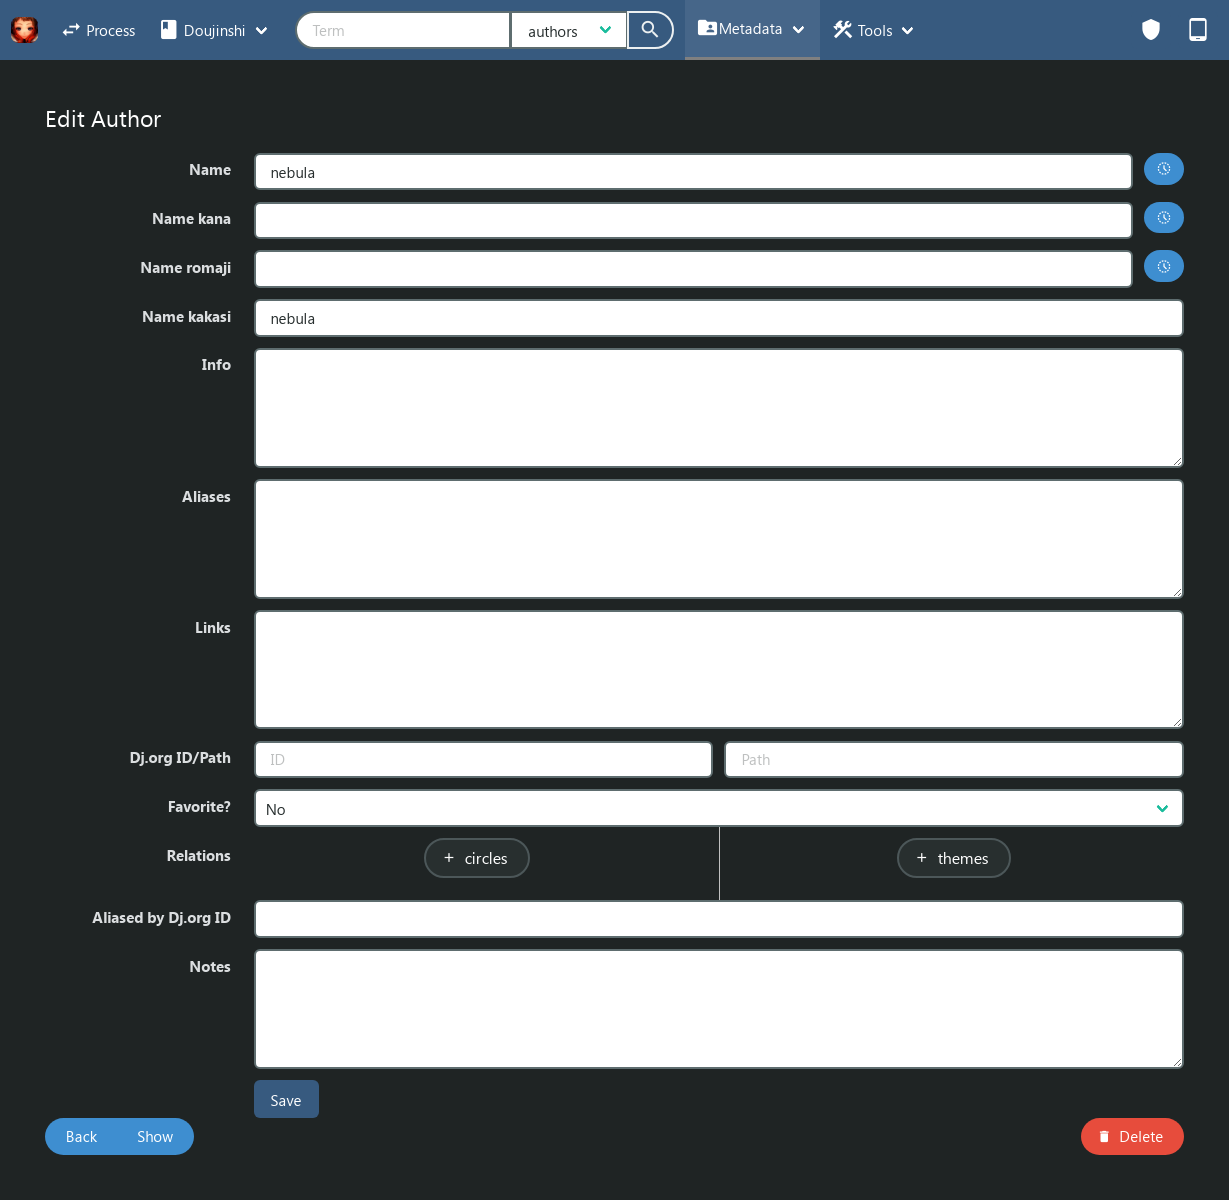 Process
Doujinshi
Term
authors
Metadata
Tools
Edit Author
Name
nebula
Name kana
Name romaji
Name kakasi
nebula
Info
Aliases
Links
Dj.org ID/Path
ID
Path
Favorite?
No
Relations
+ circles
+ themes
Aliased by Dj.org ID
Notes
Save
Back
Show
Delete